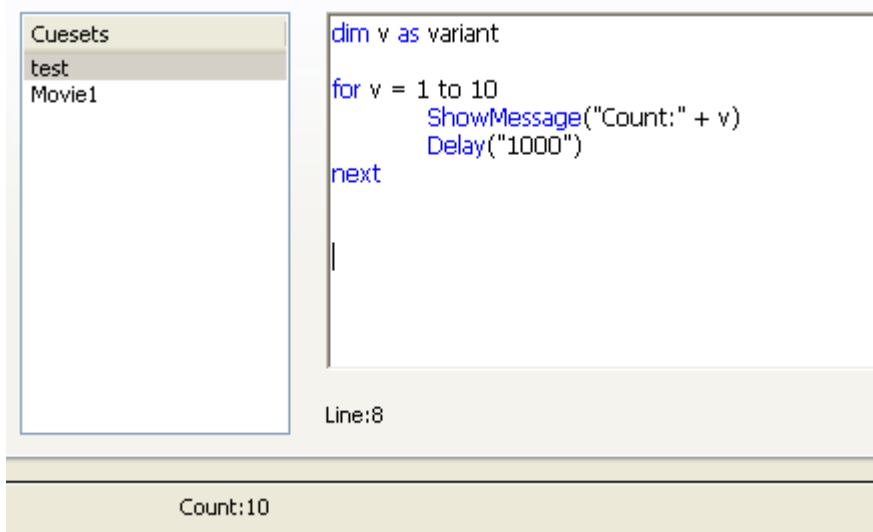 Cuesets
test
Movie1
dim v as variant
for v = 1 to 10
ShowMessage("Count:" + v)
Delay("1000")
next
Line:8
Count:10